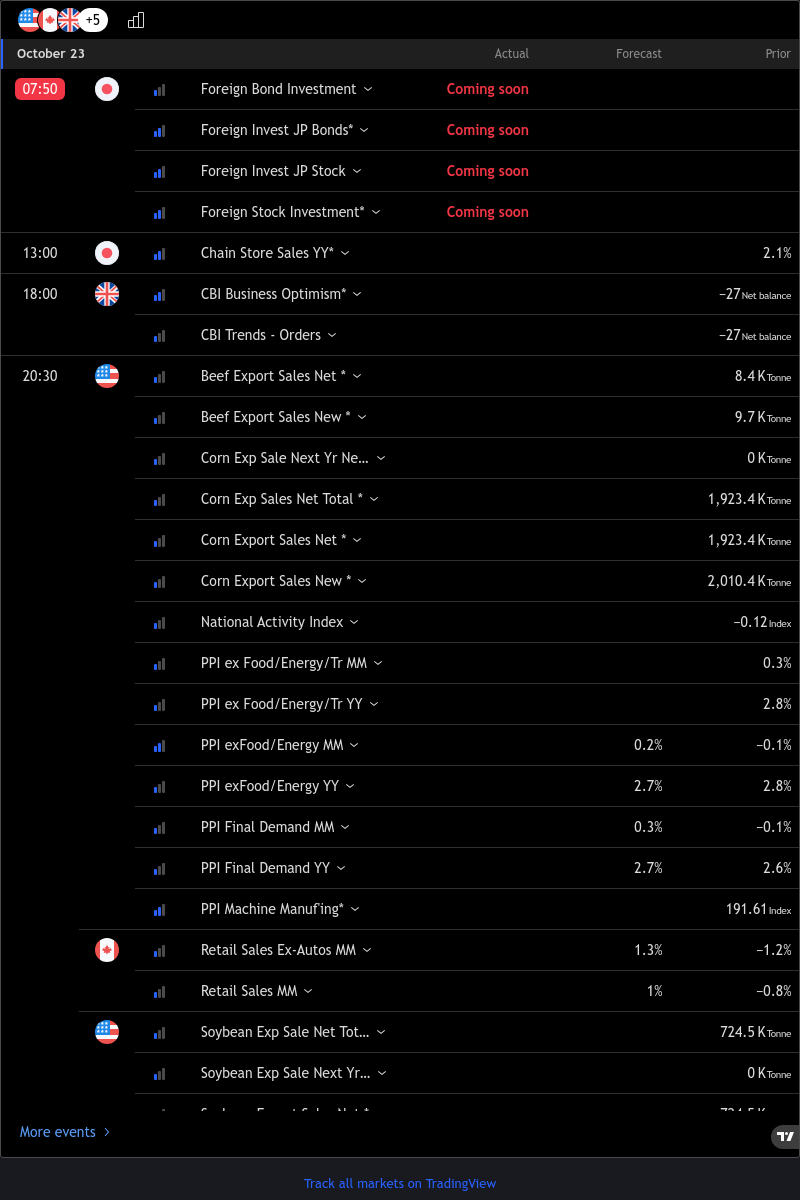 +5
October 23 Actual Forecast Prior
07:50 Foreign Bond Investment Coming soon
Foreign Invest JP Bonds* Coming soon
Foreign Invest JP Stock Coming soon
Foreign Stock Investment* Coming soon
13:00 Chain Store Sales YY* 2.1%
18:00 CBI Business Optimism* −27 Net balance
CBI Trends - Orders −27 Net balance
20:30 Beef Export Sales Net * 8.4 K Tonne
Beef Export Sales New * 9.7 K Tonne
Corn Exp Sale Next Yr Ne... 0 K Tonne
Corn Exp Sales Net Total * 1,923.4 K Tonne
Corn Export Sales Net * 1,923.4 K Tonne
Corn Export Sales New * 2,010.4 K Tonne
National Activity Index −0.12 Index
PPI ex Food/Energy/Tr MM 0.3%
PPI ex Food/Energy/Tr YY 2.8%
PPI exFood/Energy MM 0.2% −0.1%
PPI exFood/Energy YY 2.7% 2.8%
PPI Final Demand MM 0.3% −0.1%
PPI Final Demand YY 2.7% 2.6%
PPI Machine Manuf'ing* 191.61 Index
Retail Sales Ex-Autos MM 1.3% −1.2%
Retail Sales MM 1% −0.8%
Soybean Exp Sale Net Tot... 724.5 K Tonne
Soybean Exp Sale Next Yr... 0 K Tonne
More events
Track all markets on TradingView